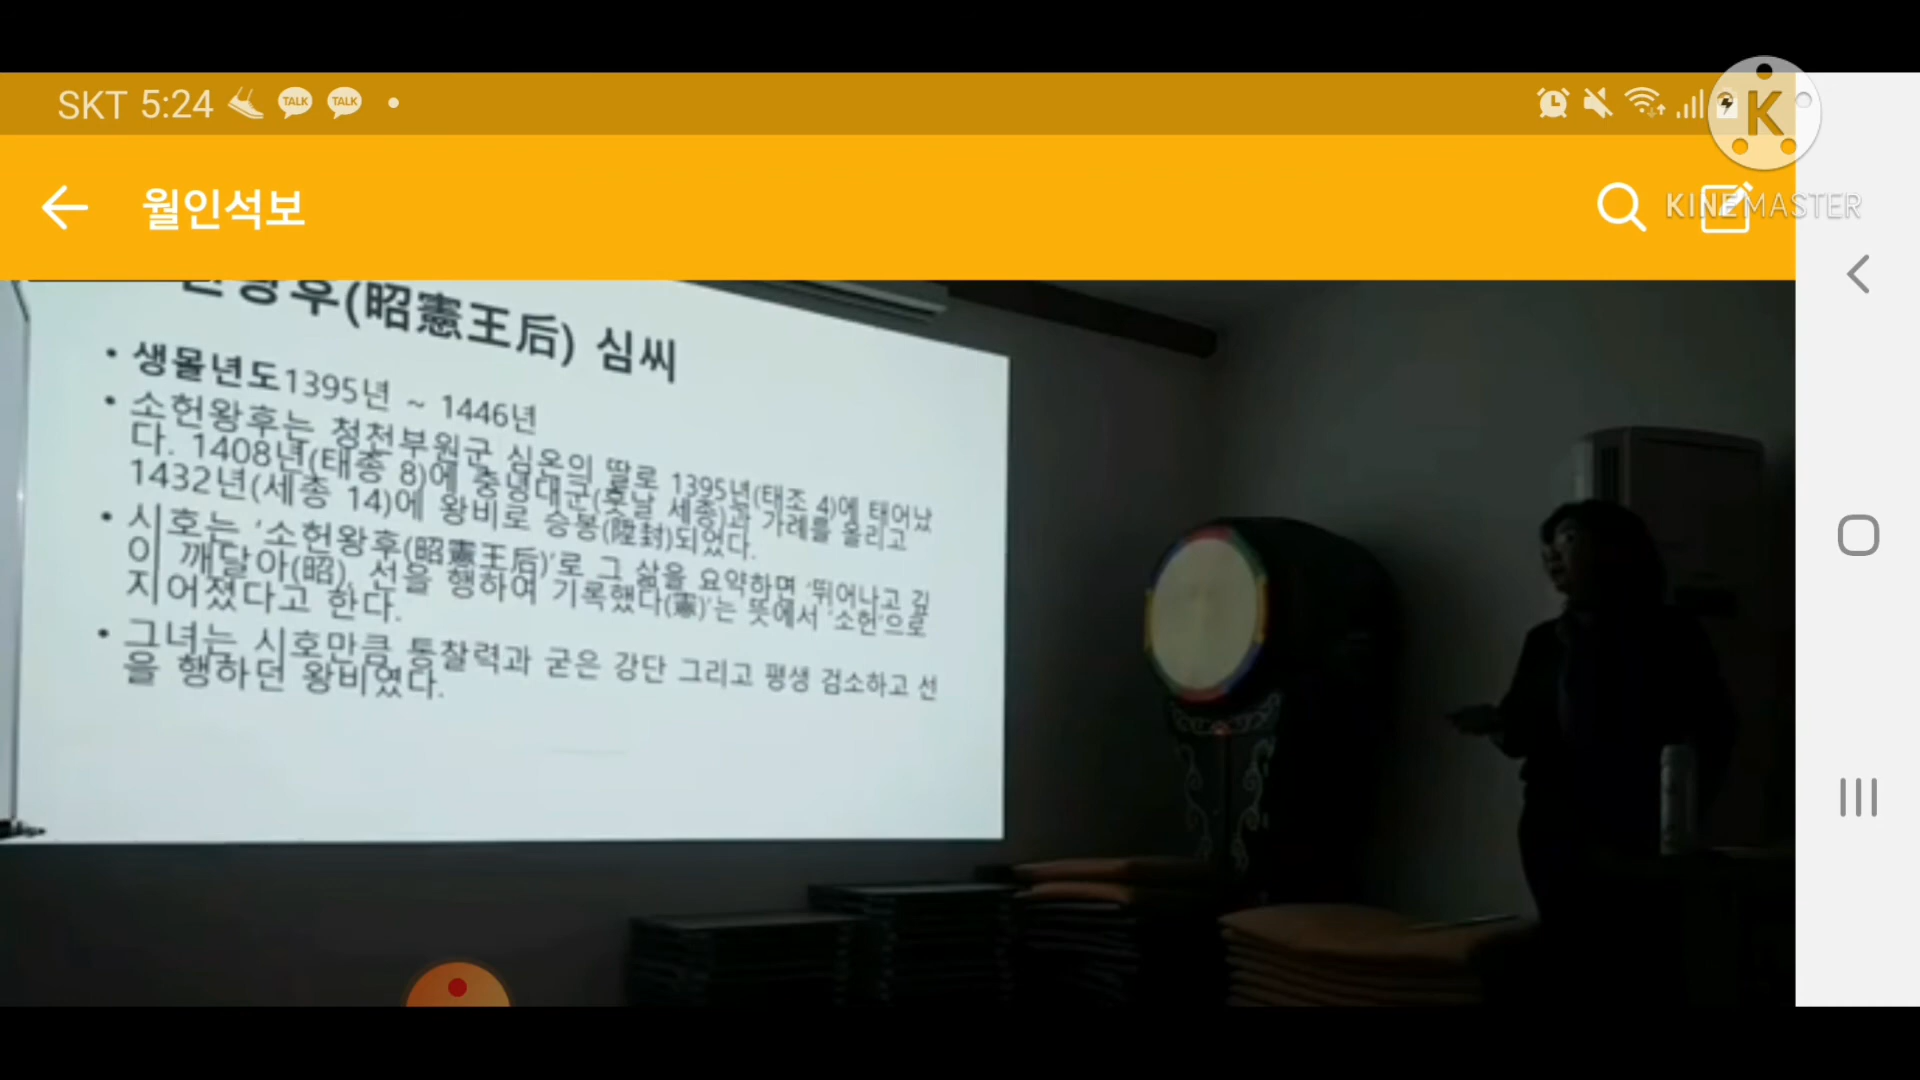 SKT 5:24
TALK
TALK
K
월인석보
KINEMASTER
헌왕후(昭憲王后) 심씨
• 생몰년도1395년 ~ 1446년
• 소헌왕후는 청천부원군 심온의 딸로 1395년(태조 4)에 태어났
다. 1408년(태종 8)에 충녕대군(훗날 세종)과 가례를 올리고
1432년(세종 14)에 왕비로 승봉(陞封)되었다.
• 시호는 '소헌왕후(昭憲王后)'로 그 삶을 요약하면 '뛰어나고 깊
이 깨달아(昭), 선을 행하여 기록했다(憲)'는 뜻에서 '소헌'으로
지어졌다고 한다.
• 그녀는 시호만큼 통찰력과 굳은 강단 그리고 평생 검소하고 선
을 행하던 왕비였다.